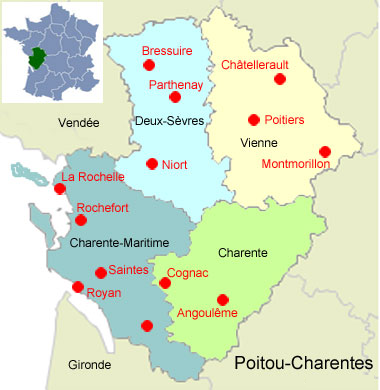 Bressuire
Châtellerault
Parthenay
Deux-Sèvres
Vendée
Poitiers
Vienne
Montmorillon
Niort
La Rochelle
Rochefort
Charente-Maritime
Charente
Saintes
Cognac
Royan
Angoulême
Gironde
Poitou-Charentes